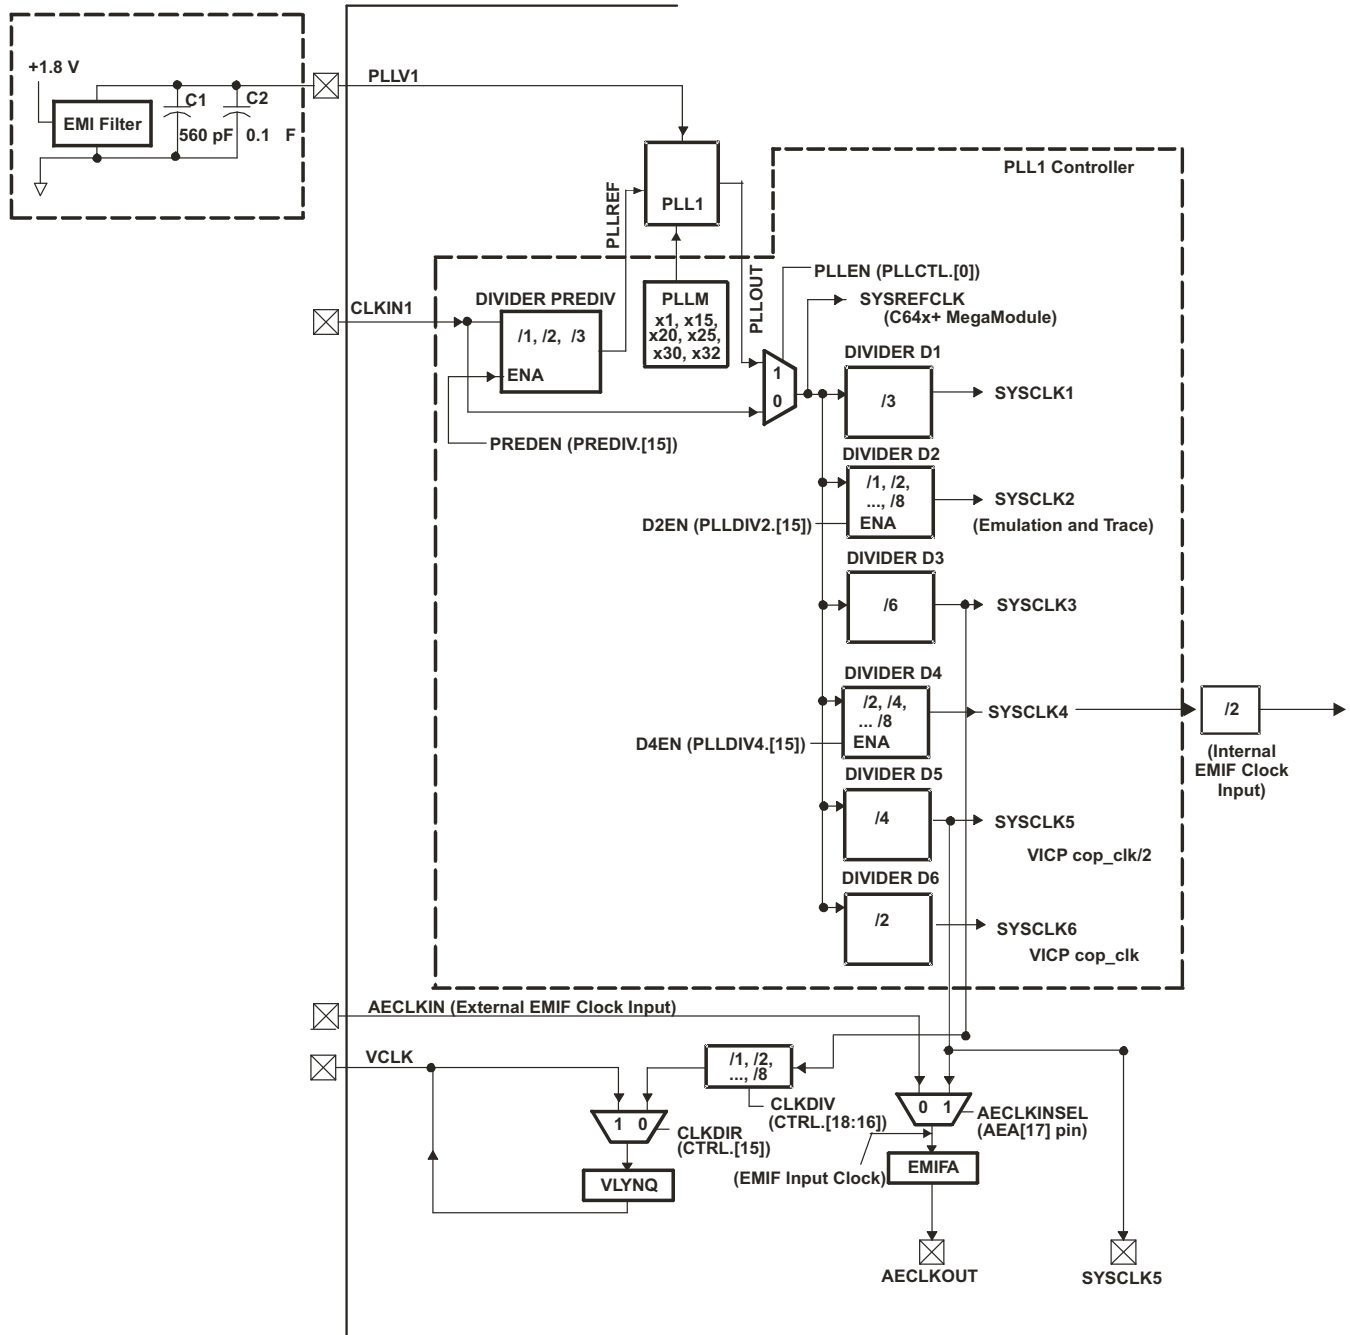 +1.8 V
EMI Filter
C1
C2
560 pF
0.1 F
PLLV1
PLLREF
PLL1
PLL1 Controller
PLLOUT
PLLEN (PLLCTL.[0])
SYSREFCLK
(C64x+ MegaModule)
CLKIN1
DIVIDER PREDIV
/1, /2, /3
ENA
PREDEN (PREDIV.[15])
PLLM
x1, x15,
x20, x25,
x30, x32
1
0
DIVIDER D1
/3
SYSCLK1
DIVIDER D2
/1, /2,
..., /8
ENA
SYSCLK2
(Emulation and Trace)
D2EN (PLLDIV2.[15])
DIVIDER D3
/6
SYSCLK3
DIVIDER D4
/2, /4,
... /8
ENA
SYSCLK4
D4EN (PLLDIV4.[15])
/2
(Internal
EMIF Clock
Input)
DIVIDER D5
/4
SYSCLK5
VICP cop_clk/2
DIVIDER D6
/2
SYSCLK6
VICP cop_clk
AECLKIN (External EMIF Clock Input)
VCLK
/1, /2,
..., /8
CLKDIV
(CTRL.[18:16])
1 0
CLKDIR
(CTRL.[15])
VLYNQ
0 1
AECLKINSEL
(AEA[17] pin)
(EMIF Input Clock)
EMIFA
AECLKOUT
SYSCLK5